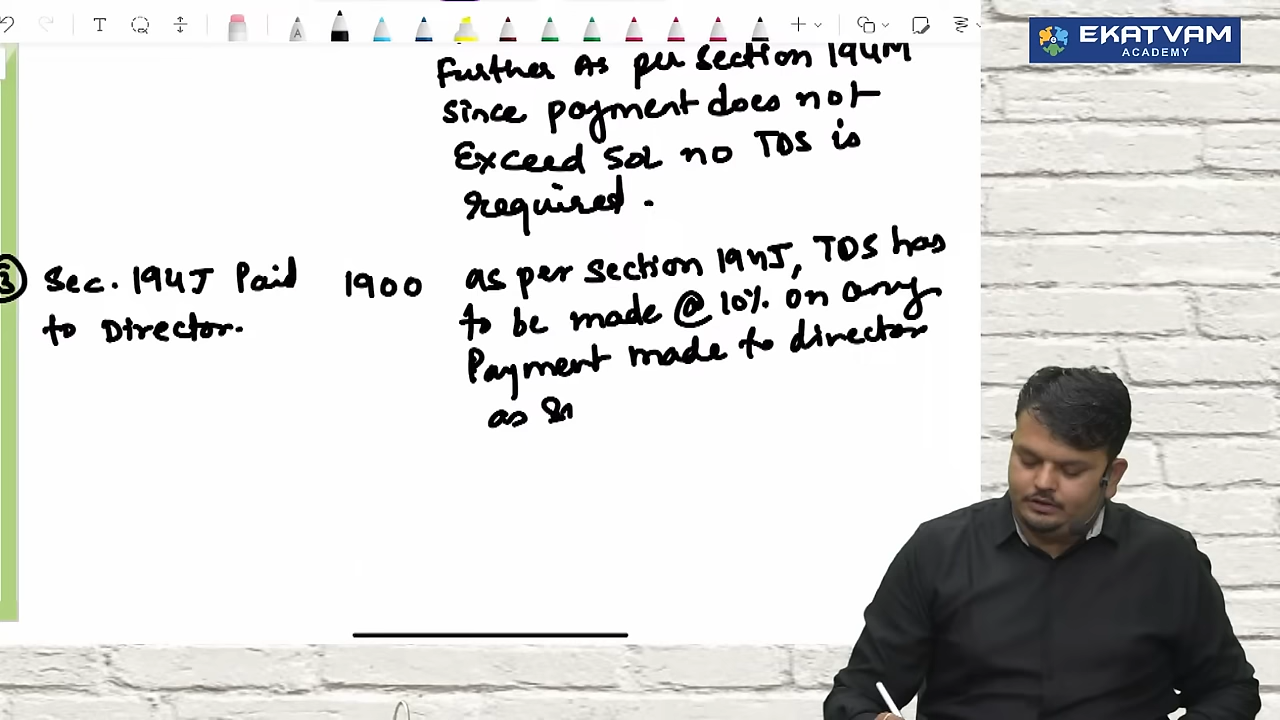 EKATVAM
ACADEMY
Further As per Section 194M
Since payment does not
Exceed 50L no TDS is
required.
3 Sec. 194J Paid
to Director.
1900
as per section 194J, TDS has
to be made @ 10% on any
Payment made to director
as